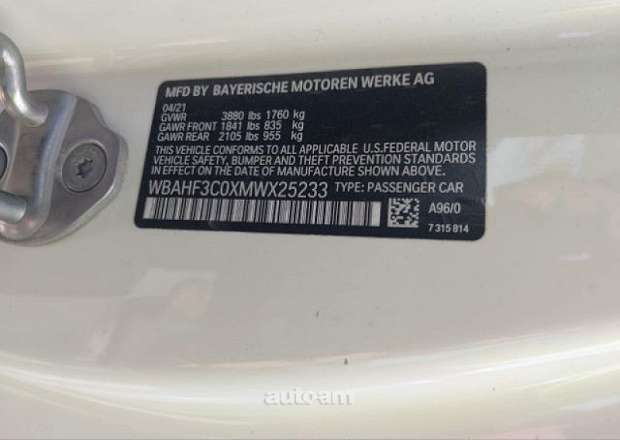 MFD BY BAYERISCHE MOTOREN WERKE AG
04/21
GVWR 3880 lbs 1760 kg
GAWR FRONT 1841 lbs 835 kg
GAWR REAR 2105 lbs 955 kg
THIS VEHICLE CONFORMS TO ALL APPLICABLE U.S.FEDERAL MOTOR
VEHICLE SAFETY, BUMPER AND THEFT PREVENTION STANDARDS
IN EFFECT ON THE DATE OF MANUFACTURE SHOWN ABOVE.
WBAHF3C0XMWX25233 TYPE: PASSENGER CAR
A96/0
7 315 814
autoam